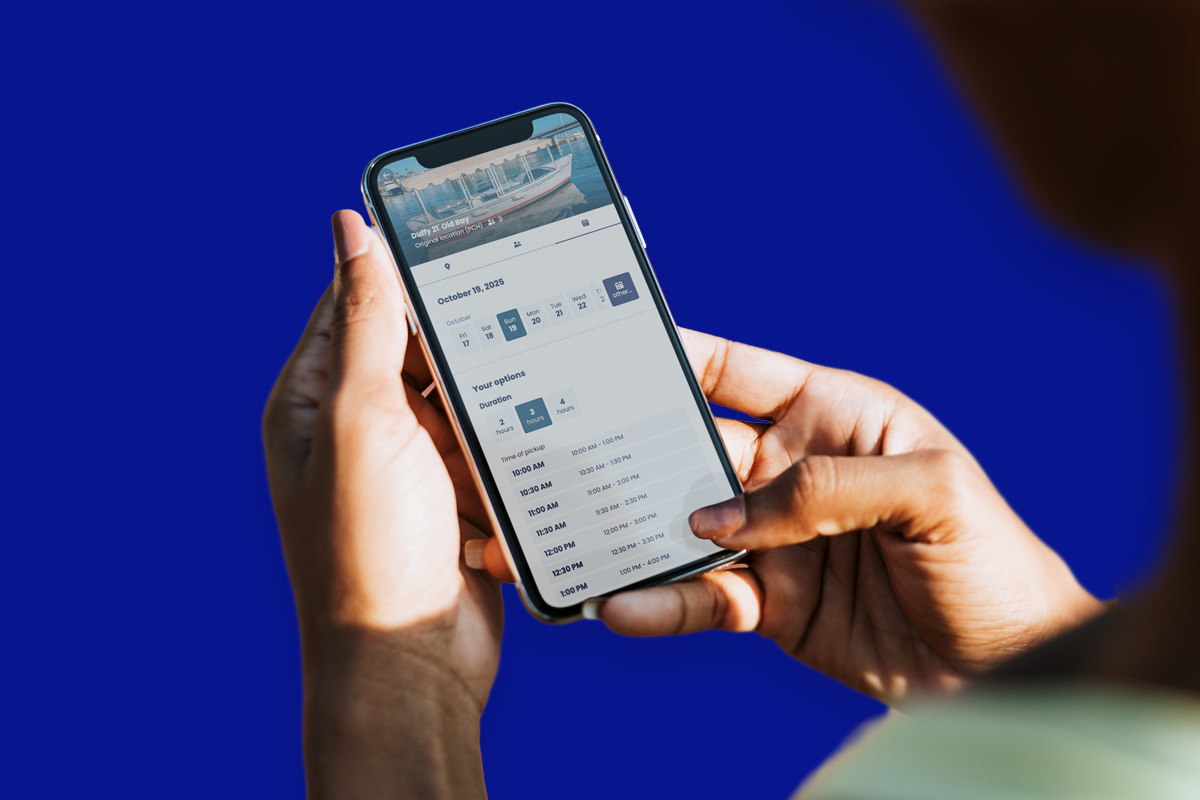 Duffy 21' Old Bay
Original location (PCH) 3
October 19, 2025
October
Fri 17
Sat 18
Sun 19
Mon 20
Tue 21
Wed 22
other...
Your options
Duration
2 hours
3 hours
4 hours
Time of pickup
10:00 AM 10:00 AM - 1:00 PM
10:30 AM 10:30 AM - 1:30 PM
11:00 AM 11:00 AM - 2:00 PM
11:30 AM 11:30 AM - 2:30 PM
12:00 PM 12:00 PM - 3:00 PM
12:30 PM 12:30 PM - 3:30 PM
1:00 PM 1:00 PM - 4:00 PM